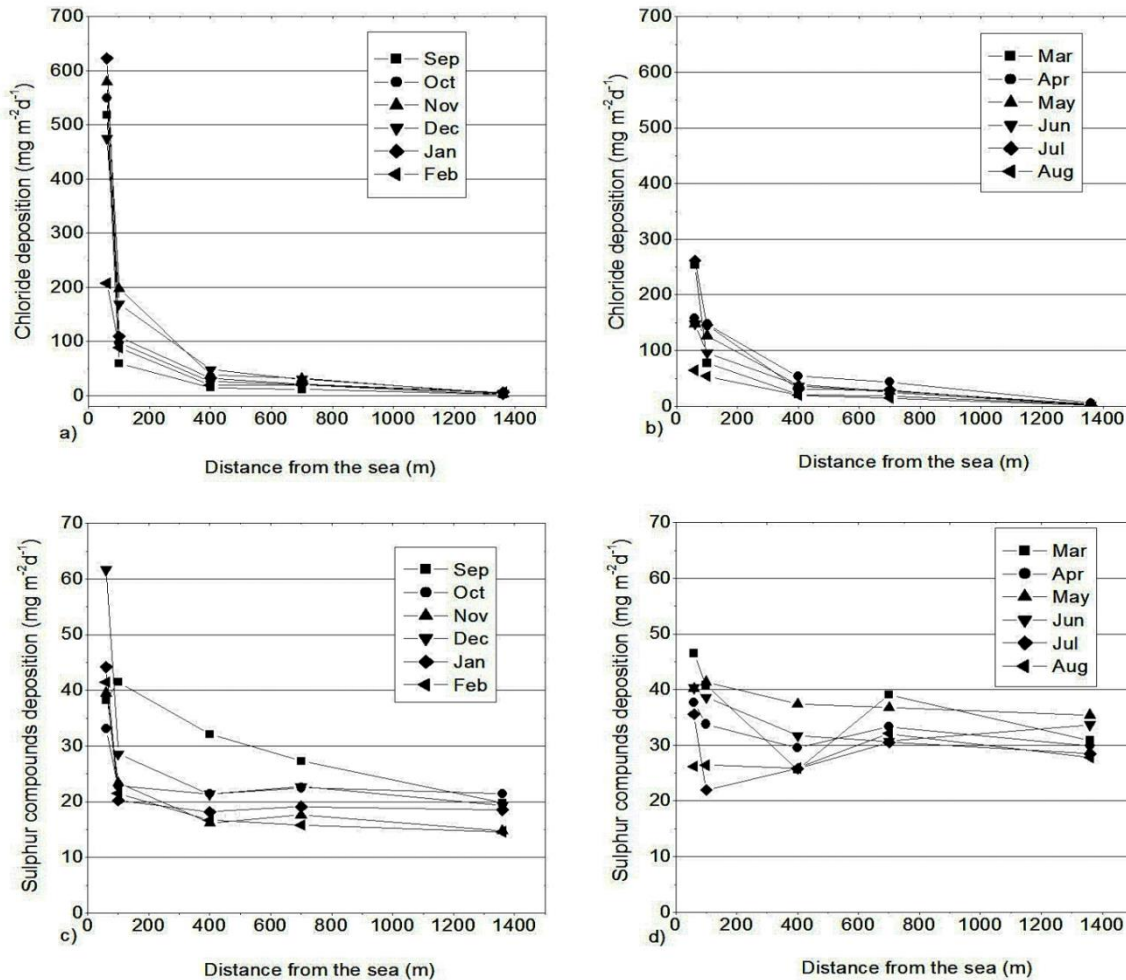 Chloride deposition (mg m⁻²d⁻¹)
700
600
500
400
300
200
100
0
Sep
Oct
Nov
Dec
Jan
Feb
0 200 400 600 800 1000 1200 1400
a)
Distance from the sea (m)
Chloride deposition (mg m⁻²d⁻¹)
700
600
500
400
300
200
100
0
Mar
Apr
May
Jun
Jul
Aug
0 200 400 600 800 1000 1200 1400
b)
Distance from the sea (m)
Sulphur compounds deposition (mg m⁻²d⁻¹)
70
60
50
40
30
20
10
0
Sep
Oct
Nov
Dec
Jan
Feb
0 200 400 600 800 1000 1200 1400
c)
Distance from the sea (m)
Sulphur compounds deposition (mg m⁻²d⁻¹)
70
60
50
40
30
20
10
0
Mar
Apr
May
Jun
Jul
Aug
0 200 400 600 800 1000 1200 1400
d)
Distance from the sea (m)